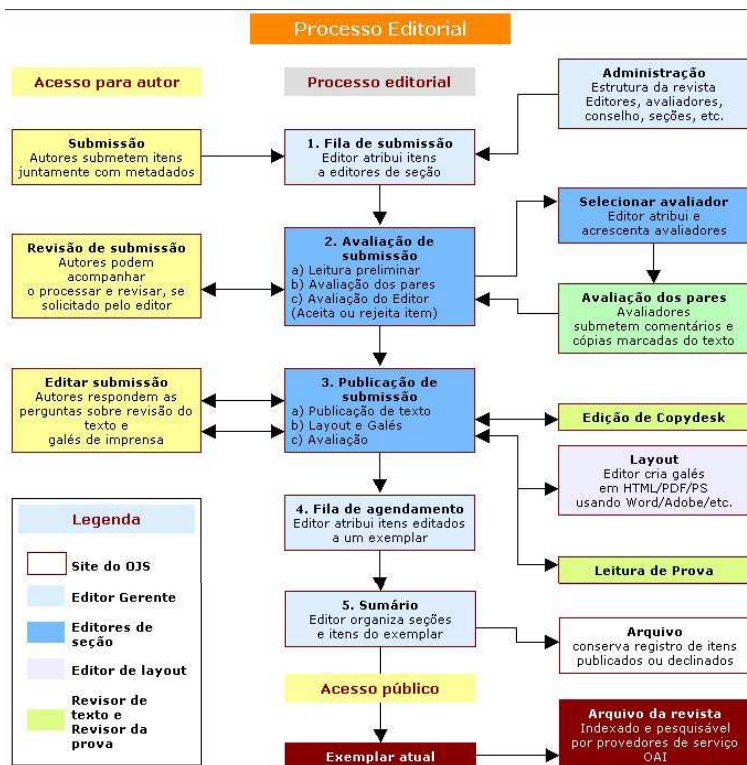 Processo Editorial
Acesso para autor
Processo editorial
Administração
Estrutura da revista
Editores, avaliadores,
conselho, seções, etc.
Submissão
Autores submetem itens
juntamente com metadados
1. Fila de submissão
Editor atribui itens
a editores de seção
Selecionar avaliador
Editor atribui e
acrescenta avaliadores
Revisão de submissão
Autores podem
acompanhar
o processar e revisar, se
solicitado pelo editor
2. Avaliação de
submissão
a) Leitura preliminar
b) Avaliação dos pares
c) Avaliação do Editor
(Aceita ou rejeita item)
Avaliação dos pares
Avaliadores
submetem comentários e
cópias marcadas do texto
Editar submissão
Autores respondem as
perguntas sobre revisão do
texto e
galés de imprensa
3. Publicação de
submissão
a) Publicação de texto
b) Layout e Galés
c) Avaliação
Edição de Copydesk
Layout
Editor cria galés
em HTML/PDF/PS
usando Word/Adobe/etc.
4. Fila de agendamento
Editor atribui itens editados
a um exemplar
Leitura de Prova
5. Sumário
Editor organiza seções
e itens do exemplar
Arquivo
conserva registro de itens
publicados ou declinados
Acesso público
Exemplar atual
Arquivo da revista
Indexado e pesquisável
por provedores de serviço
OAI
Legenda
Site do OJS
Editor Gerente
Editores de
seção
Editor de layout
Revisor de
texto e
Revisor da
prova